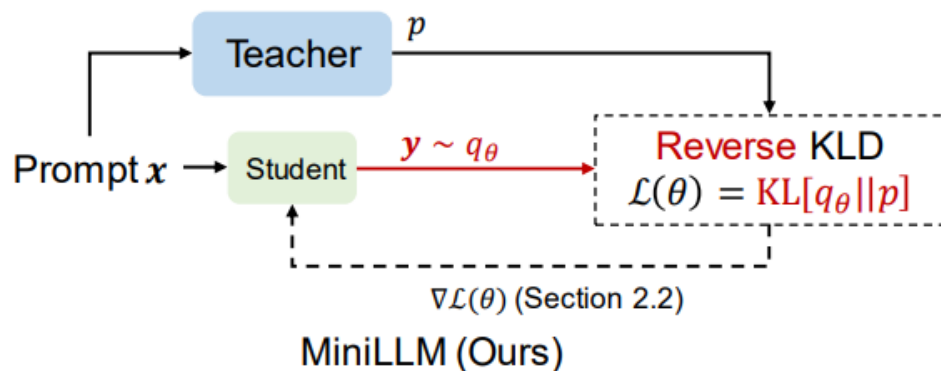 Teacher
p
Prompt x
Student
y ~ qθ
Reverse KLD
ℒ(θ) = KL[qθ||p]
∇ℒ(θ) (Section 2.2)
MiniLLM (Ours)